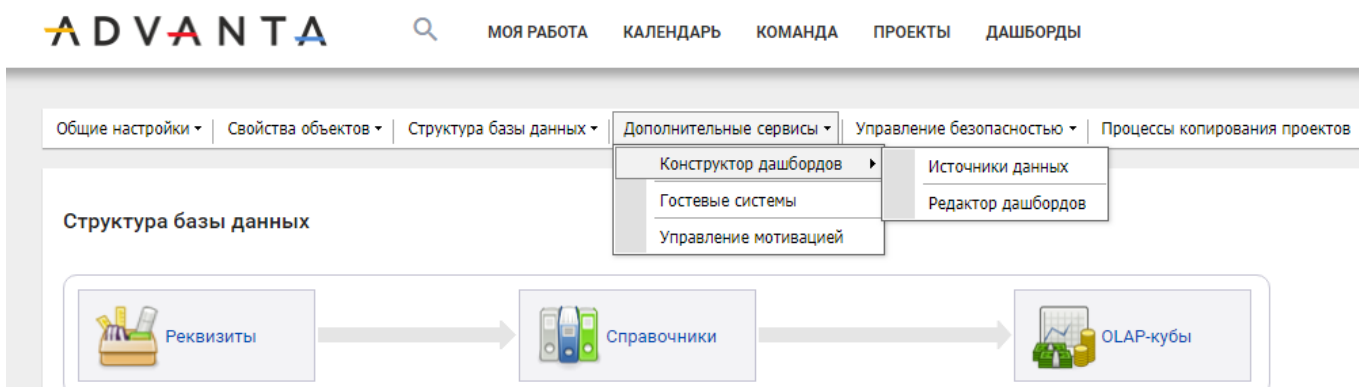 ADVANTA МОЯ РАБОТА КАЛЕНДАРЬ КОМАНДА ПРОЕКТЫ ДАШБОРДЫ
Общие настройки Свойства объектов Структура базы данных Дополнительные сервисы Управление безопасностью Процессы копирования проектов
Конструктор дашбордов Источники данных
Гостевые системы Редактор дашбордов
Управление мотивацией
Структура базы данных
Реквизиты Справочники OLAP-кубы